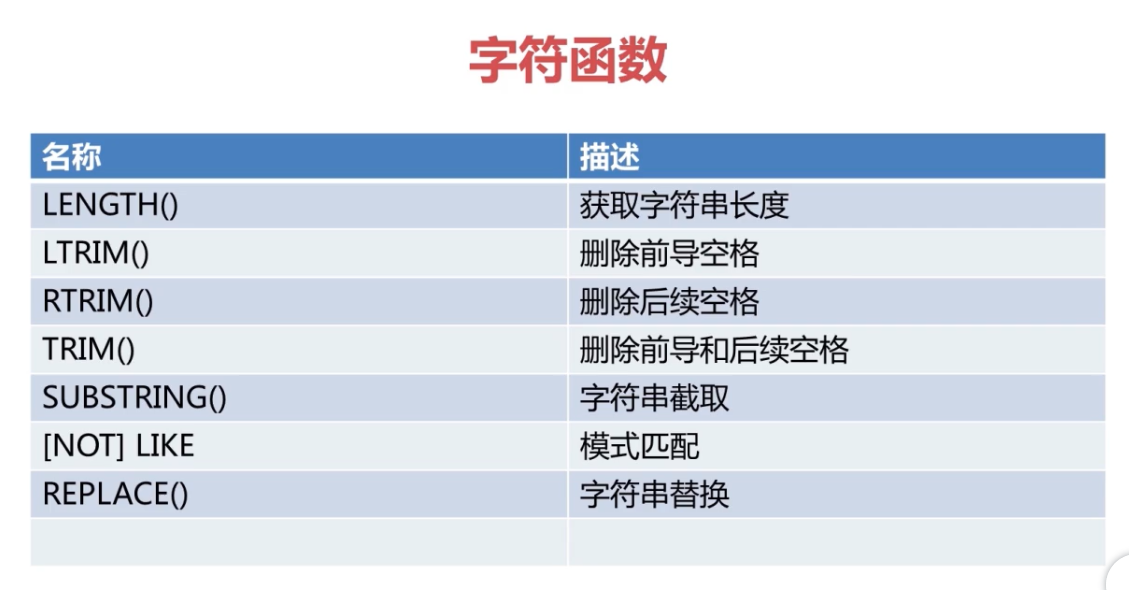 字符函数
名称 描述
LENGTH() 获取字符串长度
LTRIM() 删除前导空格
RTRIM() 删除后续空格
TRIM() 删除前导和后续空格
SUBSTRING() 字符串截取
[NOT] LIKE 模式匹配
REPLACE() 字符串替换